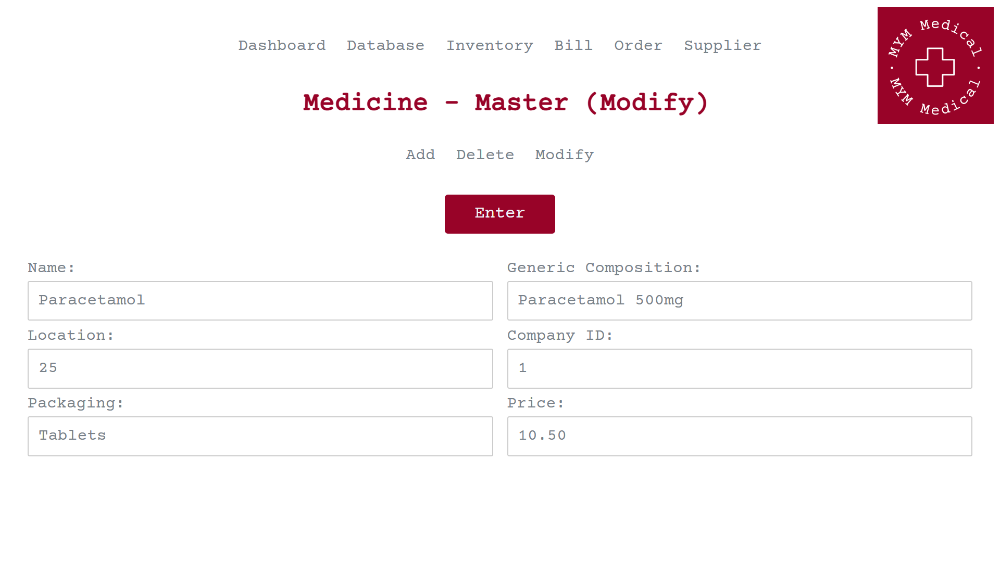 Dashboard Database Inventory Bill Order Supplier
MYM Medical · MYM Medical ·
Medicine - Master (Modify)
Add Delete Modify
Enter
Name: Generic Composition:
Paracetamol Paracetamol 500mg
Location: Company ID:
25 1
Packaging: Price:
Tablets 10.50